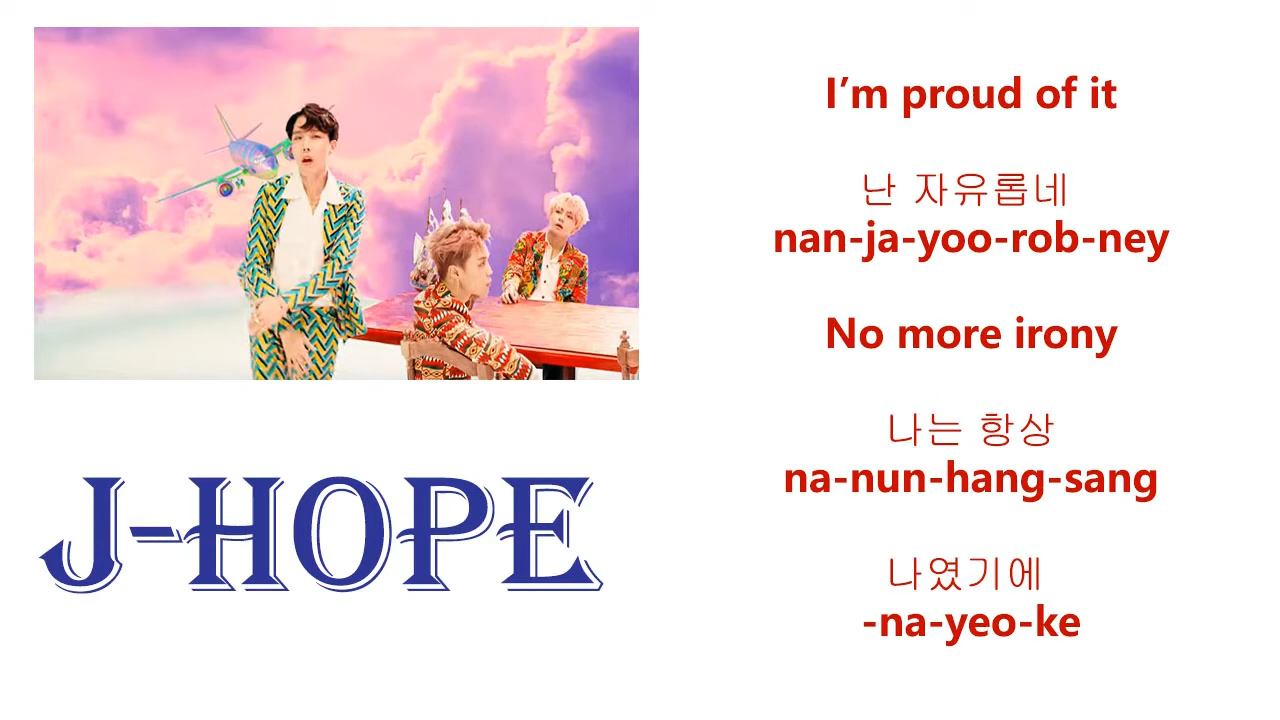 I’m proud of it
난 자유롭네
nan-ja-yoo-rob-ney
No more irony
나는 항상
na-nun-hang-sang
나였기에
-na-yeo-ke
J-HOPE